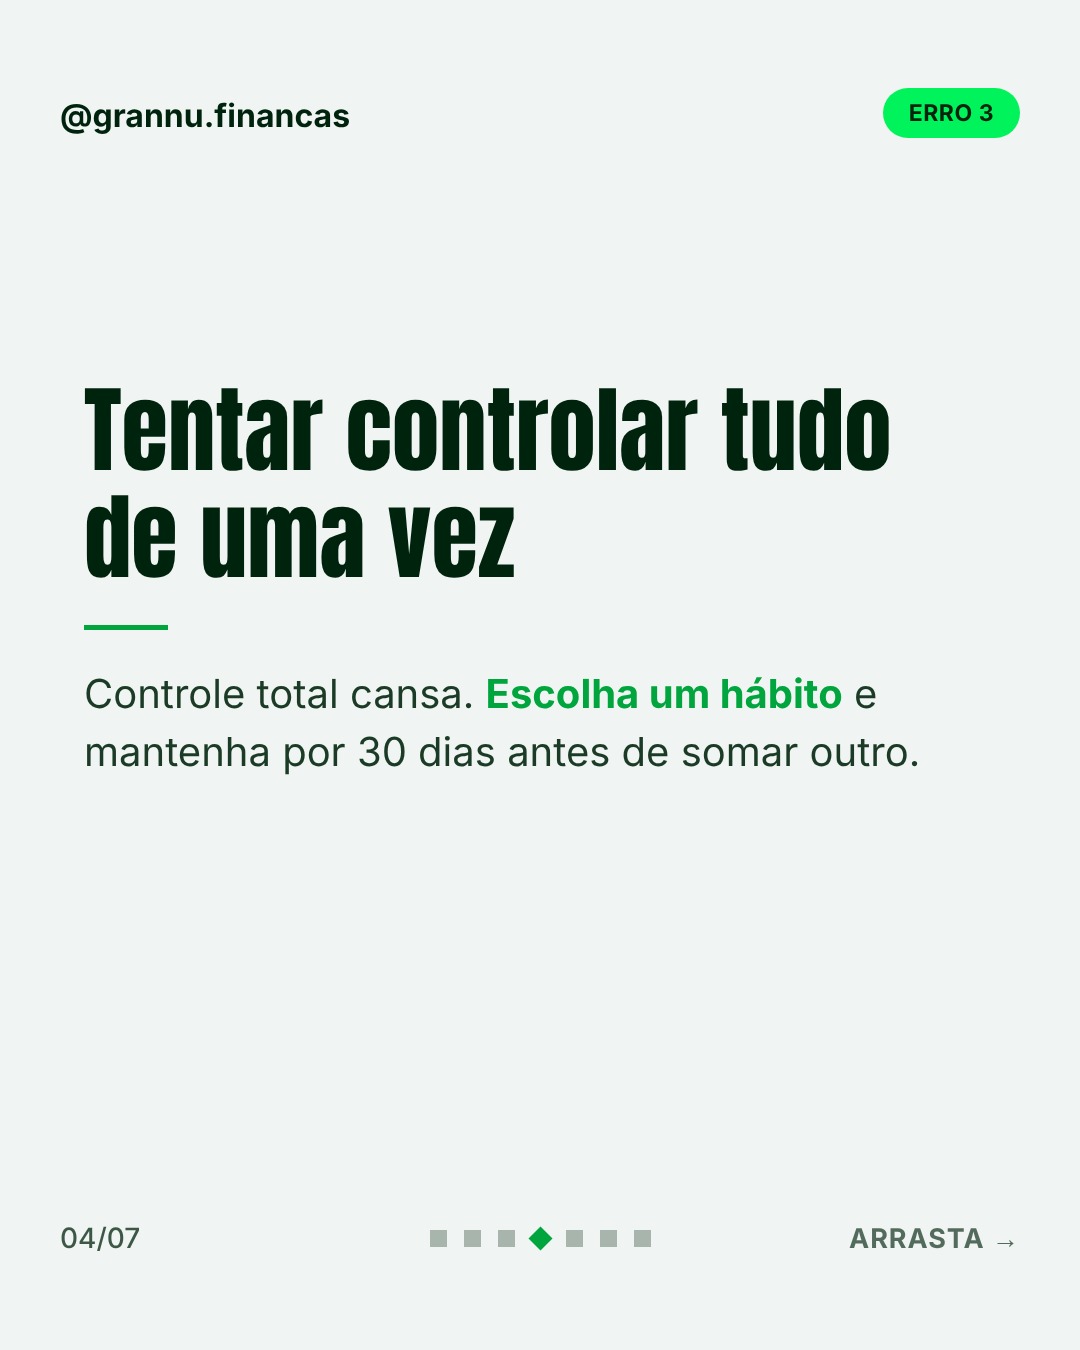 @grannu.financas
ERRO 3
Tentar controlar tudo
de uma vez
Controle total cansa. Escolha um hábito e
mantenha por 30 dias antes de somar outro.
04/07
ARRASTA →